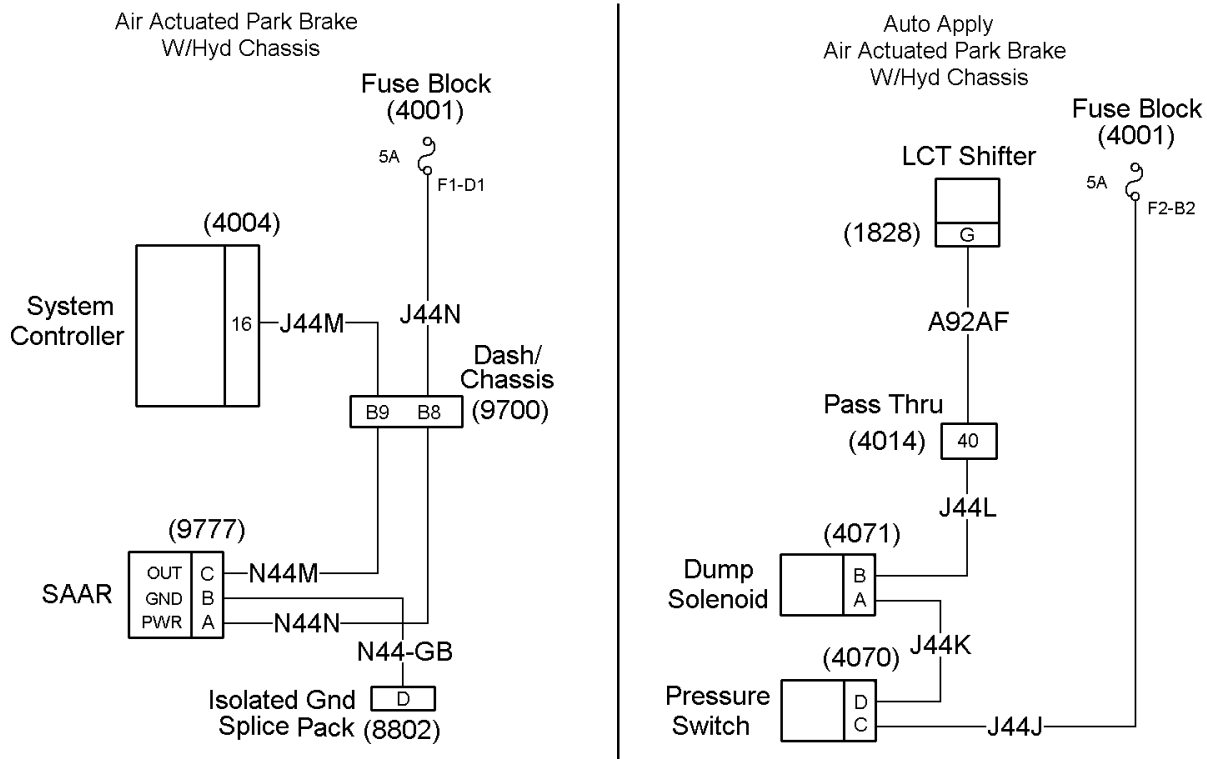 Air Actuated Park Brake
W/Hyd Chassis
Fuse Block
(4001)
5A
F1-D1
(4004)
System
Controller
16
J44M
J44N
Dash/
Chassis
(9700)
B9 B8
(9777)
SAAR
OUT C
GND B
PWR A
N44M
N44N
N44-GB
Isolated Gnd
Splice Pack
(8802)
D
Auto Apply
Air Actuated Park Brake
W/Hyd Chassis
Fuse Block
(4001)
5A
F2-B2
LCT Shifter
(1828)
G
A92AF
Pass Thru
(4014)
40
J44L
(4071)
Dump
Solenoid
B
A
J44K
(4070)
Pressure
Switch
D
C
J44J